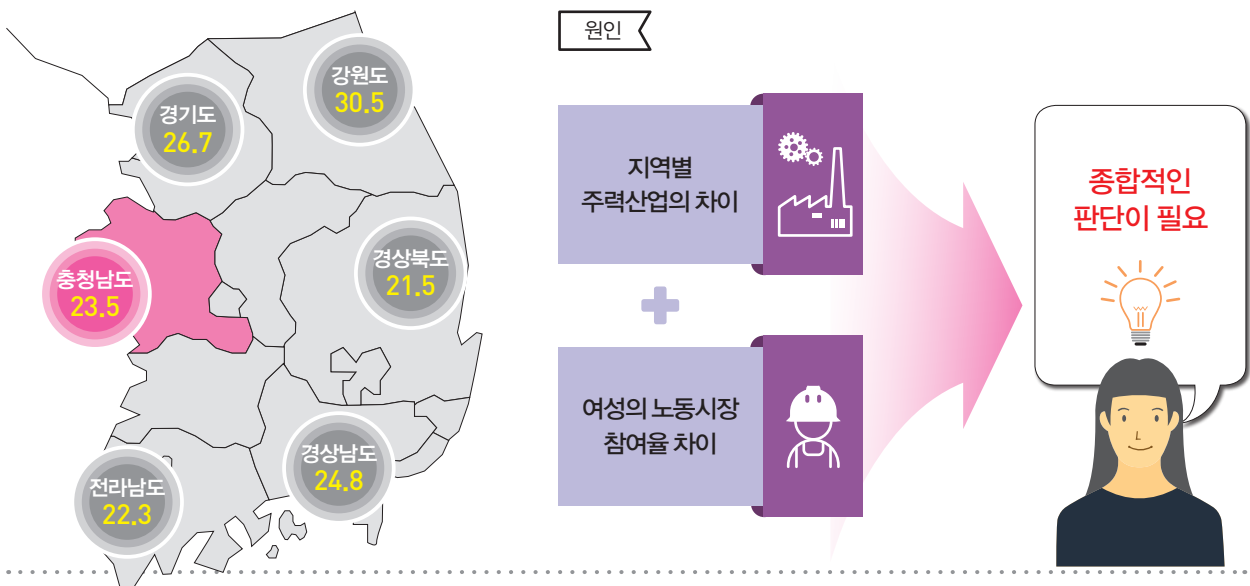 강원도
30.5
경기도
26.7
충청남도
23.5
경상북도
21.5
경상남도
24.8
전라남도
22.3
원인
지역별
주력산업의 차이
여성의 노동시장
참여율 차이
종합적인
판단이 필요